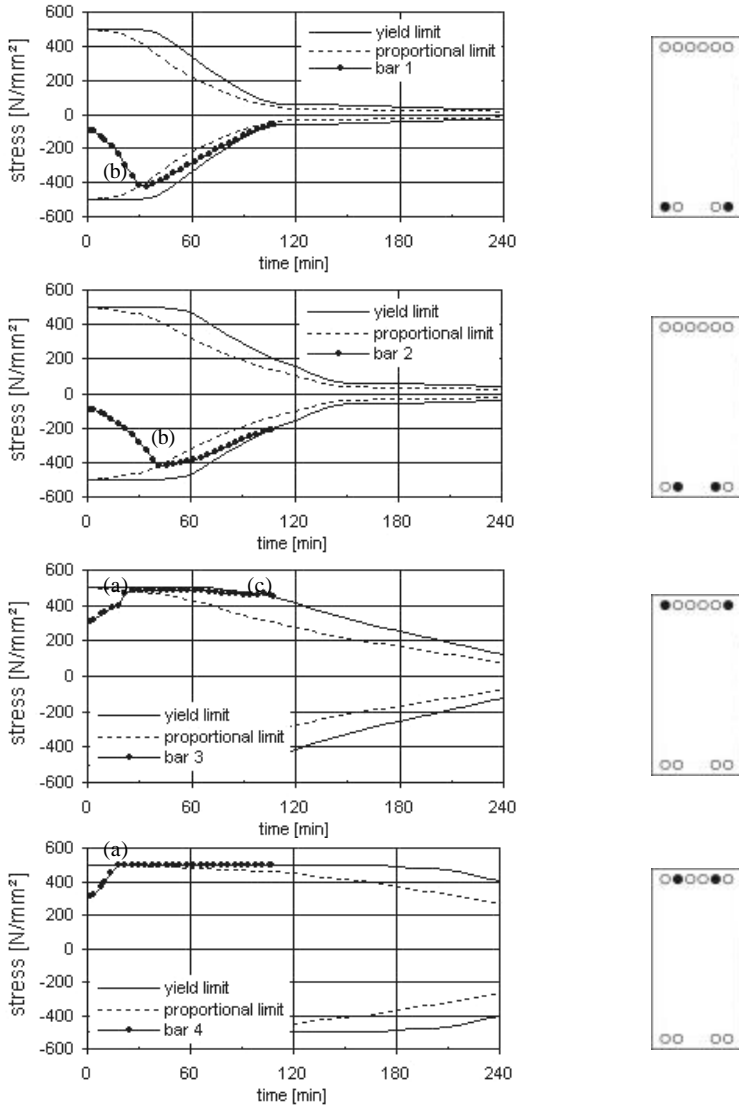 600
400
200
0
-200
-400
-600
stress [N/mm²]
yield limit
proportional limit
bar 1
(b)
0 60 120 180 240
time [min]
600
400
200
0
-200
-400
-600
stress [N/mm²]
yield limit
proportional limit
bar 2
(b)
0 60 120 180 240
time [min]
600
400
200
0
-200
-400
-600
stress [N/mm²]
(a) (c)
yield limit
proportional limit
bar 3
0 60 120 180 240
time [min]
(a)
600
400
200
0
-200
-400
-600
stress [N/mm²]
yield limit
proportional limit
bar 4
0 60 120 180 240
time [min]